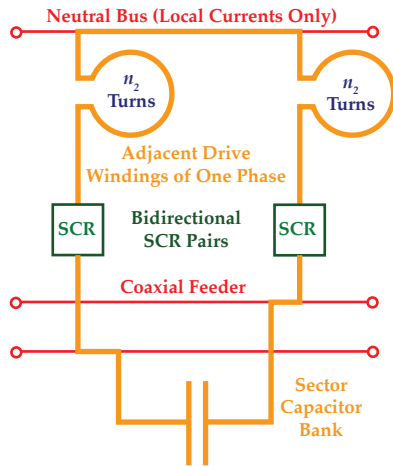 Neutral Bus (Local Currents Only)
n₂
Turns
n₂
Turns
Adjacent Drive
Windings of One Phase
SCR
Bidirectional
SCR Pairs
SCR
Coaxial Feeder
Sector
Capacitor
Bank